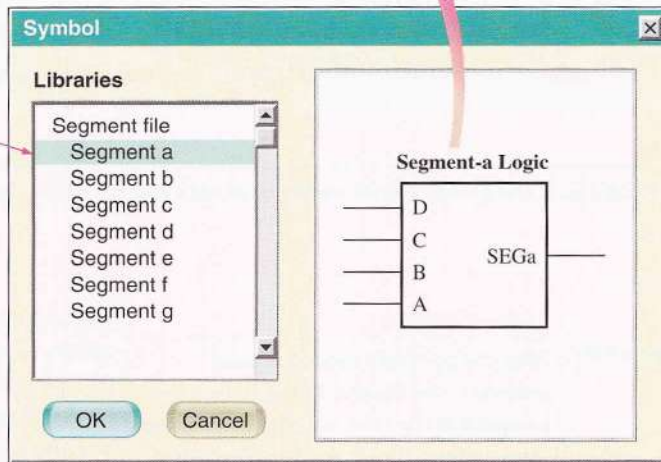 Symbol
Libraries
Segment file
Segment a
Segment b
Segment c
Segment d
Segment e
Segment f
Segment g
OK
Cancel
Segment-a Logic
D
C
B
A
SEGa